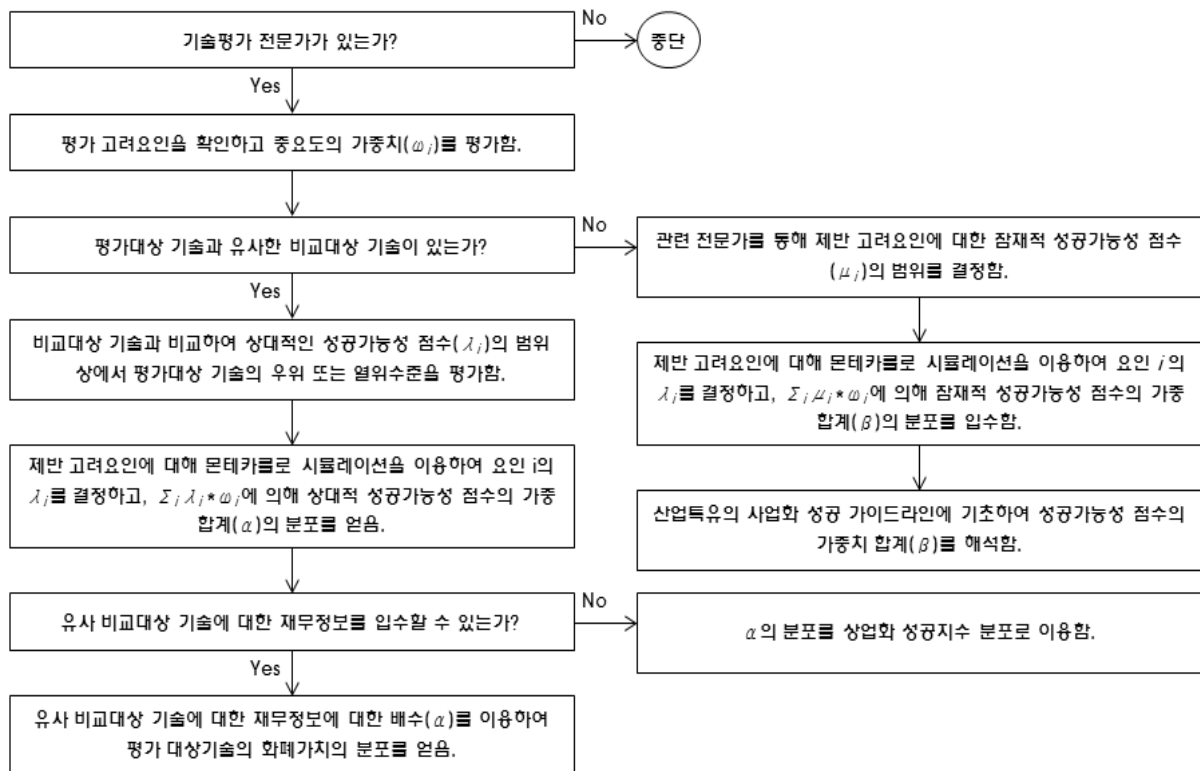 기술평가 전문가가 있는가?
No
중단
Yes
평가 고려요인을 확인하고 중요도의 가중치(ω i)를 평가함.
평가대상 기술과 유사한 비교대상 기술이 있는가?
No
관련 전문가를 통해 제반 고려요인에 대한 잠재적 성공가능성 점수
(μ i)의 범위를 결정함.
Yes
비교대상 기술과 비교하여 상대적인 성공가능성 점수(λ i)의 범위
상에서 평가대상 기술의 우위 또는 열위수준을 평가함.
제반 고려요인에 대해 몬테카를로 시뮬레이션을 이용하여 요인 i의
λ i를 결정하고, Σ i μ i * ω i에 의해 잠재적 성공가능성 점수의 가중
합계(β)의 분포를 입수함.
제반 고려요인에 대해 몬테카를로 시뮬레이션을 이용하여 요인 i의
λ i를 결정하고, Σ i λ i * ω i에 의해 상대적 성공가능성 점수의 가중
합계(α)의 분포를 얻음.
산업특유의 사업화 성공 가이드라인에 기초하여 성공가능성 점수의
가중치 합계(β)를 해석함.
유사 비교대상 기술에 대한 재무정보를 입수할 수 있는가?
No
α의 분포를 상업화 성공지수 분포로 이용함.
Yes
유사 비교대상 기술에 대한 재무정보에 대한 배수(α)를 이용하여
평가 대상기술의 화폐가치의 분포를 얻음.